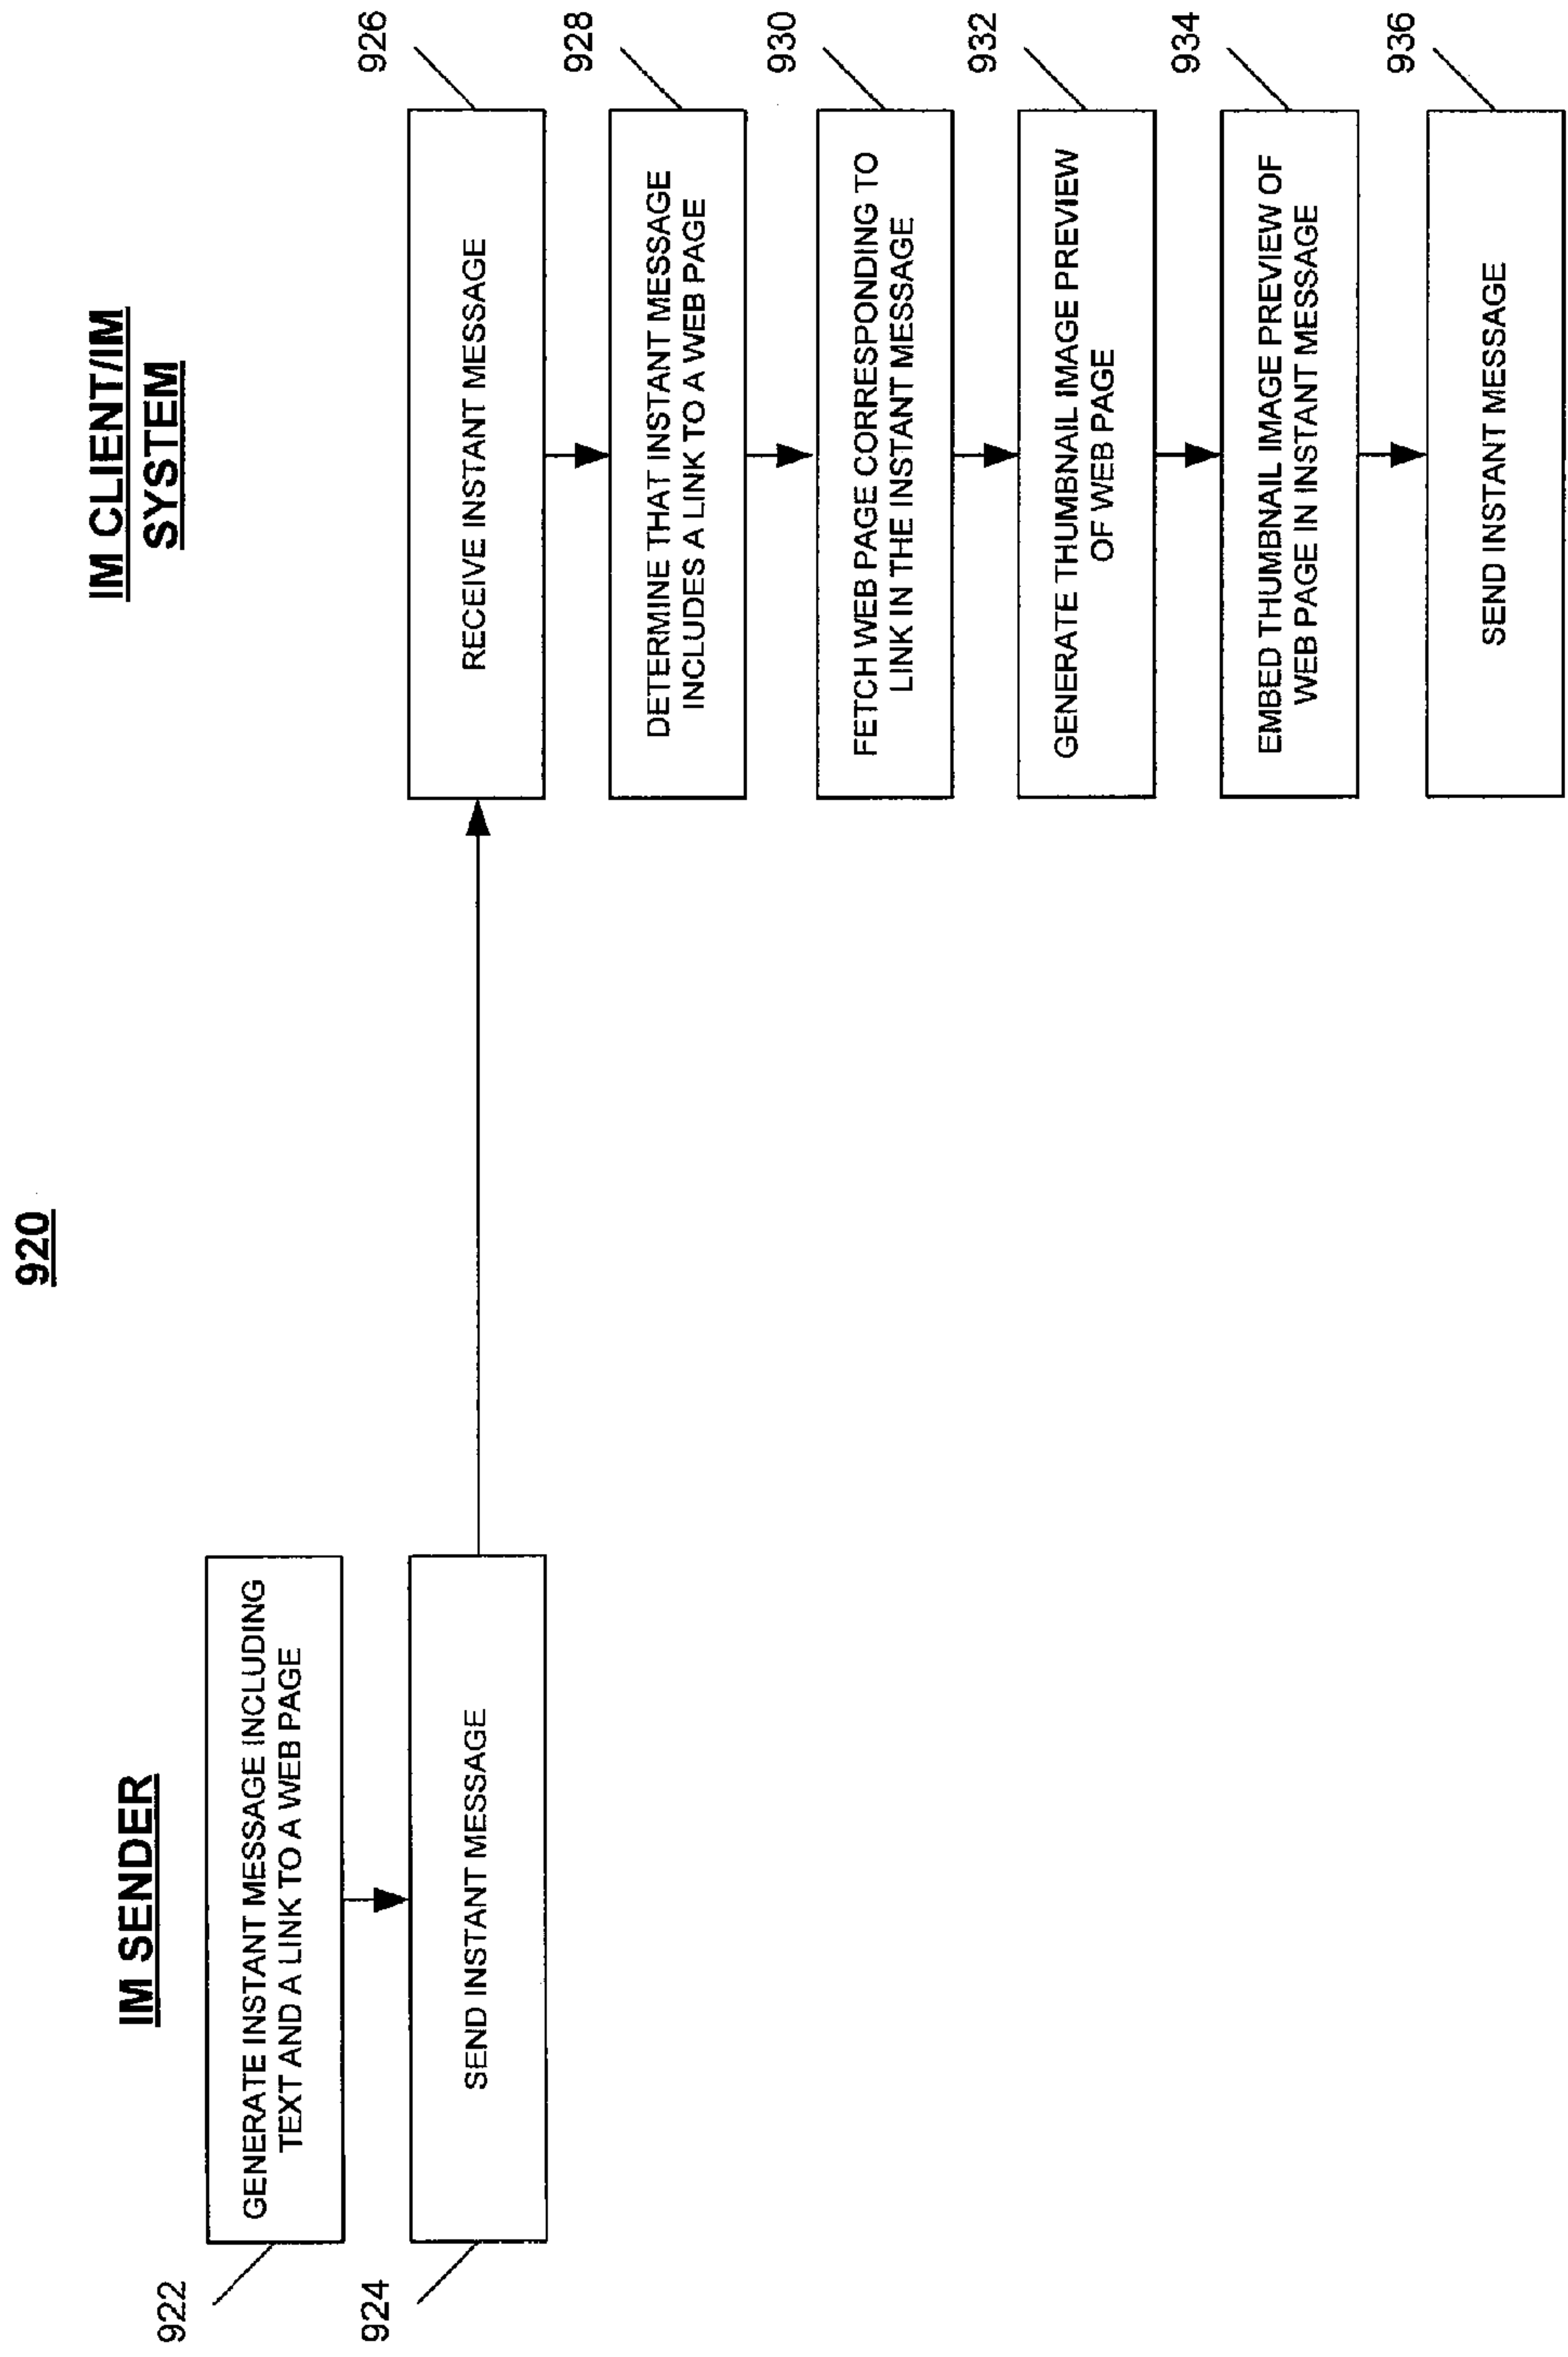 920
IM SENDER
922
GENERATE INSTANT MESSAGE INCLUDING
TEXT AND A LINK TO A WEB PAGE
924
SEND INSTANT MESSAGE
IM CLIENT/IM
SYSTEM
926
RECEIVE INSTANT MESSAGE
928
DETERMINE THAT INSTANT MESSAGE
INCLUDES A LINK TO A WEB PAGE
930
FETCH WEB PAGE CORRESPONDING TO
LINK IN THE INSTANT MESSAGE
932
GENERATE THUMBNAIL IMAGE PREVIEW
OF WEB PAGE
934
EMBED THUMBNAIL IMAGE PREVIEW OF
WEB PAGE IN INSTANT MESSAGE
936
SEND INSTANT MESSAGE